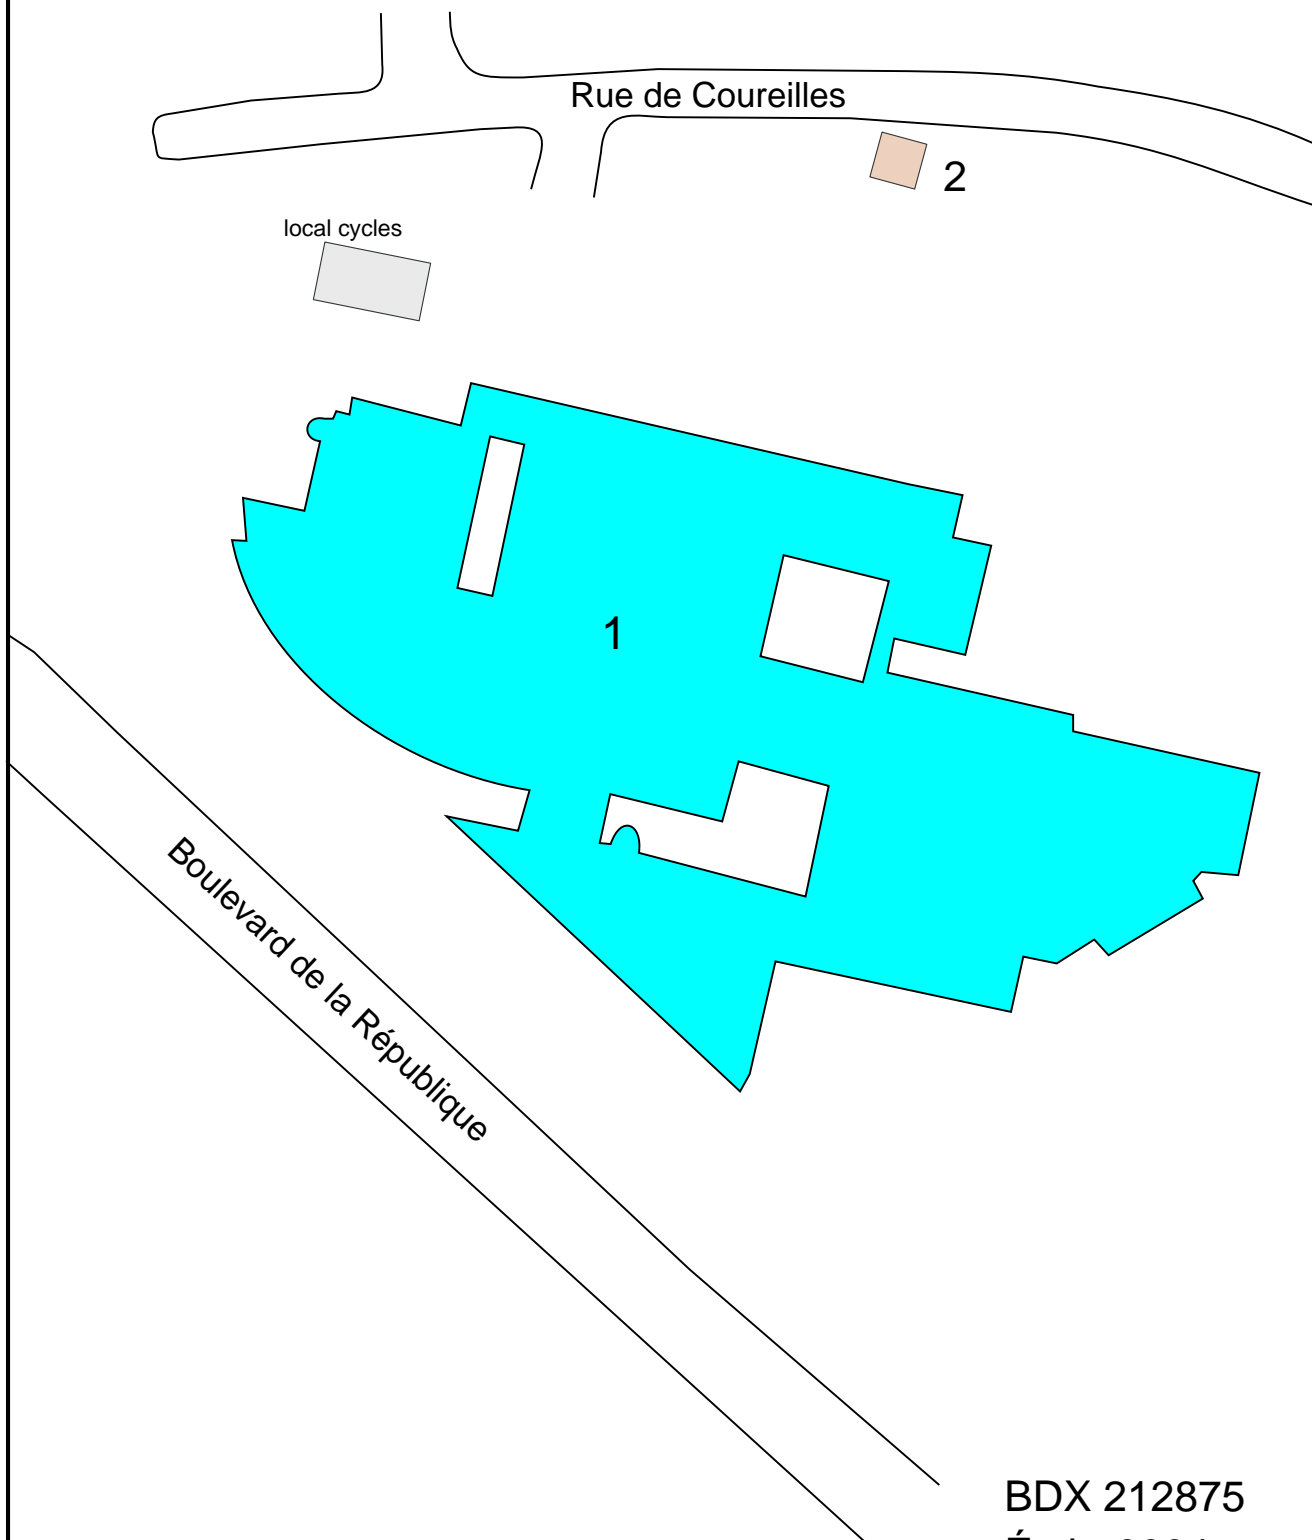 Rue de Coureilles
2
local cycles
1
Boulevard de la République
BDX 212875